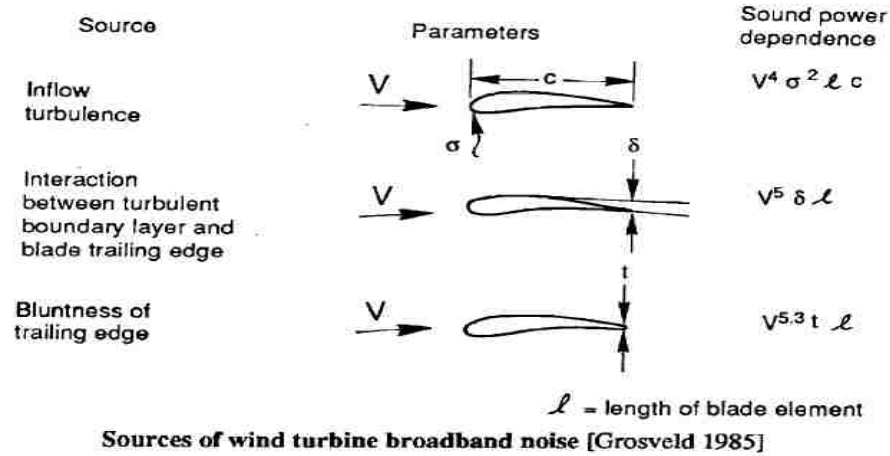 Source
Parameters
Sound power
dependence
Inflow
turbulence
V
c
σ
V⁴ σ² ℓ c
Interaction
between turbulent
boundary layer and
blade trailing edge
V
δ
V⁵ δ ℓ
Bluntness of
trailing edge
V
t
V⁵·³ t ℓ
ℓ = length of blade element
Sources of wind turbine broadband noise [Grosveld 1985]